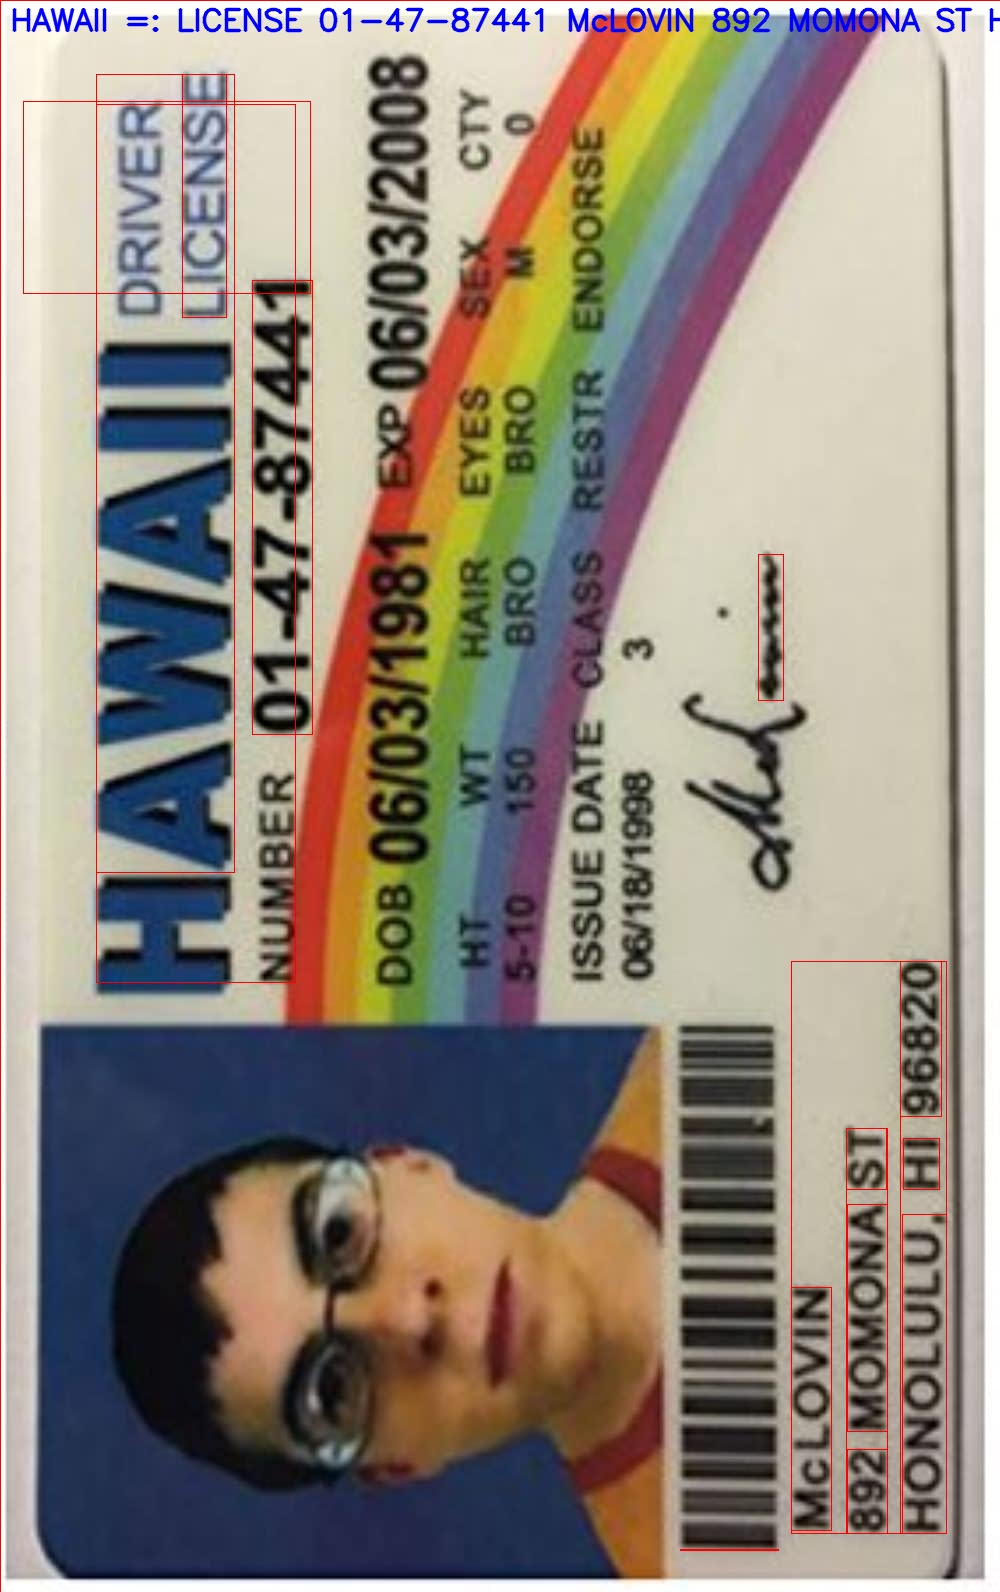 HAWAII =: LICENSE 01-47-87441 McLOVIN 892 MOMONA ST
HAWAII DRIVER LICENSE
NUMBER 01-47-87441
DOB 06/03/1981 EXP 06/03/2008
HT WT HAIR EYES SEX CTY
5-10 150 BRO BRO M 0
ISSUE DATE CLASS RESTR ENDORSE
06/18/1998 3
McLOVIN
892 MOMONA ST
HONOLULU, HI 96820